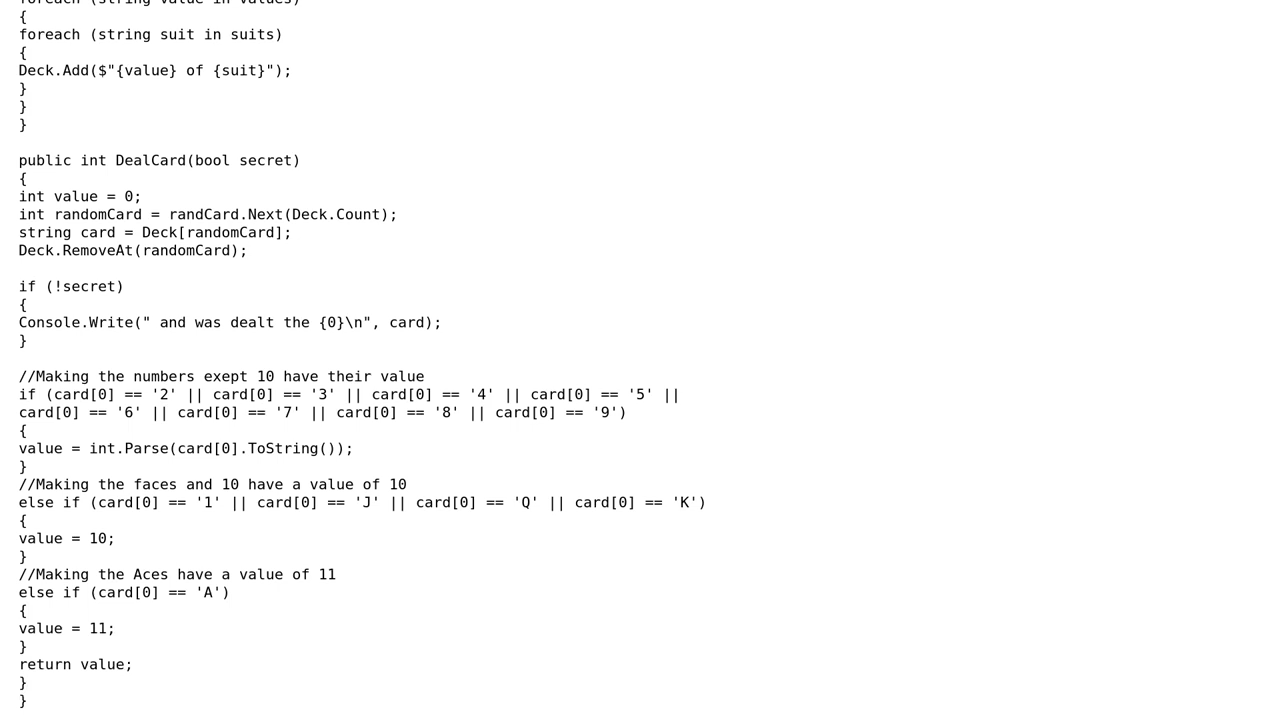 foreach (string value in values)
{
foreach (string suit in suits)
{
Deck.Add($"{value} of {suit}");
}
}
}

public int DealCard(bool secret)
{
int value = 0;
int randomCard = randCard.Next(Deck.Count);
string card = Deck[randomCard];
Deck.RemoveAt(randomCard);

if (!secret)
{
Console.Write(" and was dealt the {0}\n", card);
}

//Making the numbers exept 10 have their value
if (card[0] == '2' || card[0] == '3' || card[0] == '4' || card[0] == '5' ||
card[0] == '6' || card[0] == '7' || card[0] == '8' || card[0] == '9')
{
value = int.Parse(card[0].ToString());
}
//Making the faces and 10 have a value of 10
else if (card[0] == '1' || card[0] == 'J' || card[0] == 'Q' || card[0] == 'K')
{
value = 10;
}
//Making the Aces have a value of 11
else if (card[0] == 'A')
{
value = 11;
}
return value;
}
}